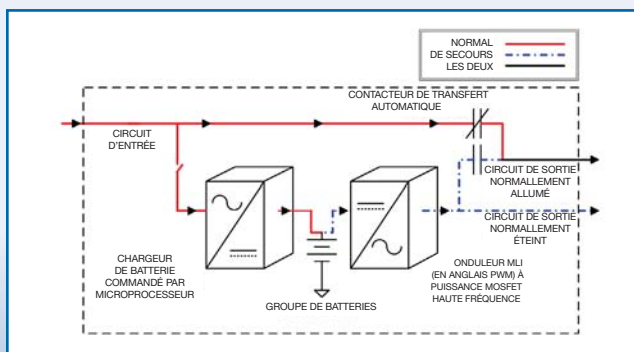 NORMAL
DE SECOURS
LES DEUX
CONTACTEUR DE TRANSFERT
AUTOMATIQUE
CIRCUIT
D'ENTRÉE
CIRCUIT DE SORTIE
NORMALLEMENT
ALLUMÉ
CIRCUIT DE SORTIE
NORMALLEMENT
ÉTEINT
CHARGEUR
DE BATTERIE
COMMANDÉ PAR
MICROPROCESSEUR
GROUPE DE BATTERIES
ONDULEUR MLI
(EN ANGLAIS PWM) À
PUISSANCE MOSFET
HAUTE FRÉQUENCE